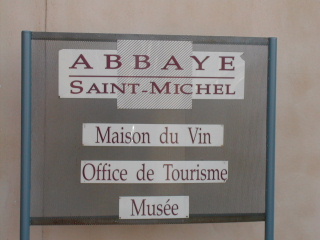 ABBAYE
SAINT-MICHEL
Maison du Vin
Office de Tourisme
Musée